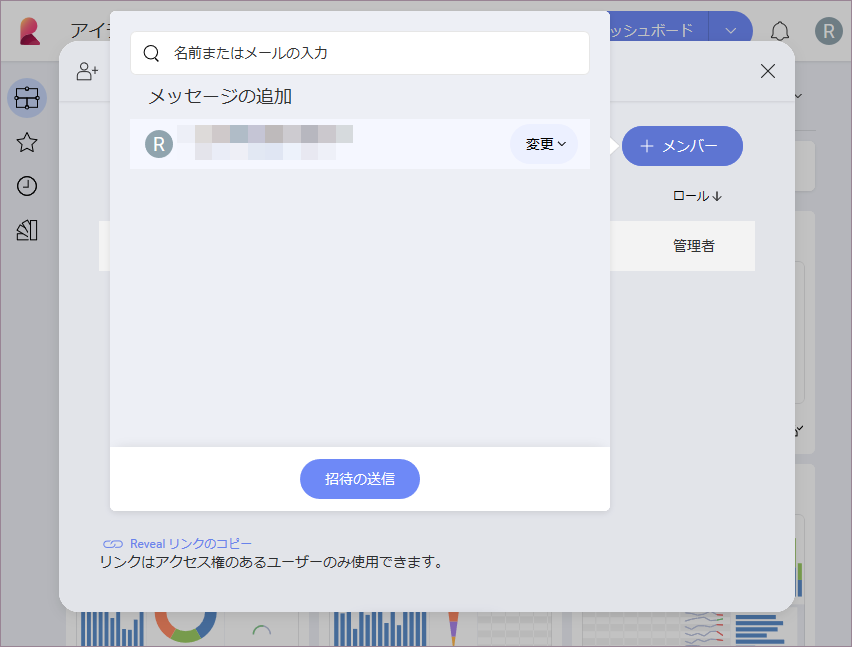 アイ
ッシュボード
R
名前またはメールの入力
メッセージの追加
R
変更
+ メンバー
ロール↓
管理者
招待の送信
Reveal リンクのコピー
リンクはアクセス権のあるユーザーのみ使用できます。